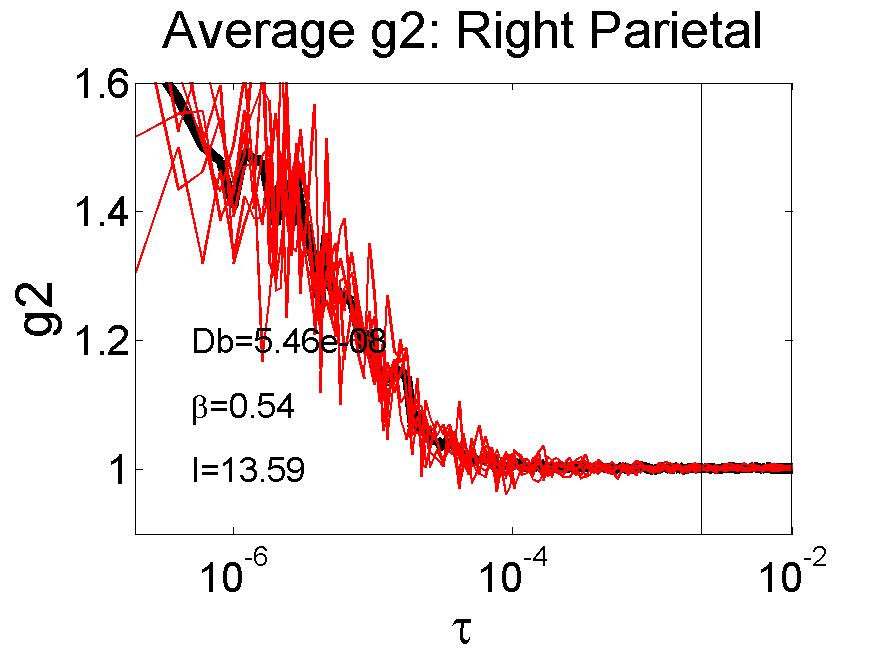 Average g2: Right Parietal
1.6
1.4
1.2
1
g2
Db=5.46e-08
β=0.54
I=13.59
10^-6
10^-4
10^-2
τ